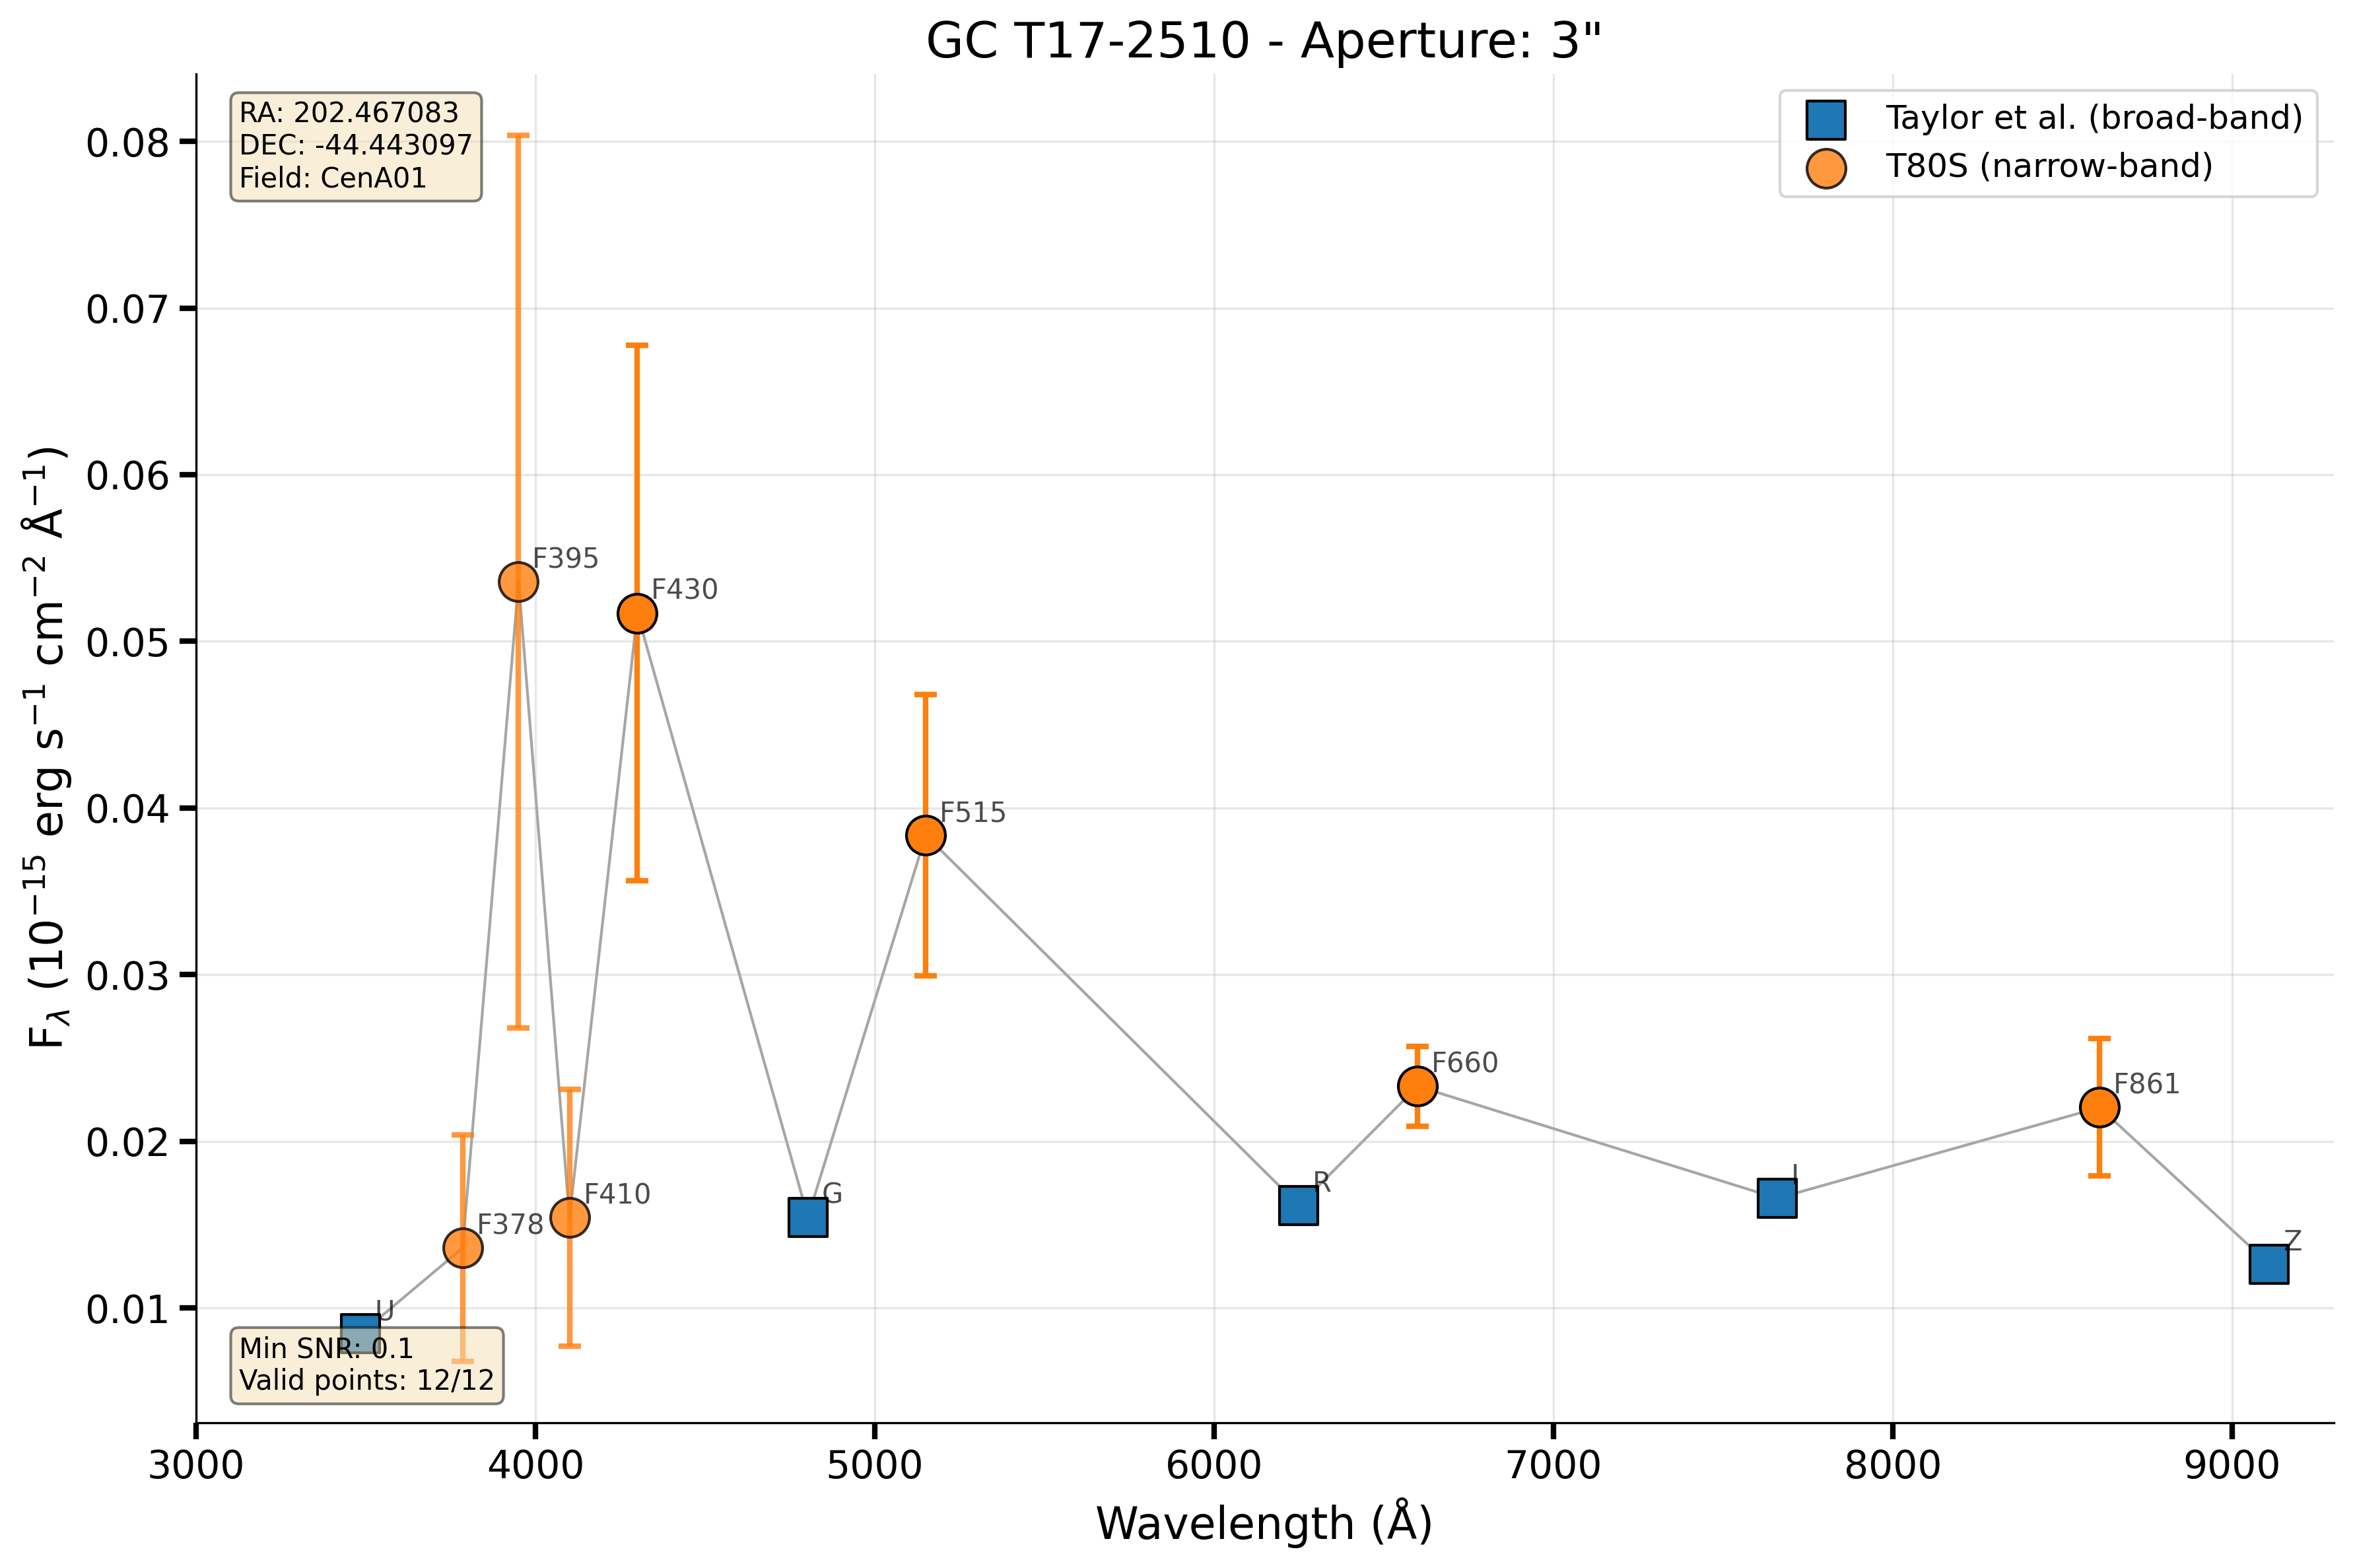 GC T17-2510 - Aperture: 3"
RA: 202.467083
DEC: -44.443097
Field: CenA01
Taylor et al. (broad-band)
T80S (narrow-band)
0.08
0.07
0.06
0.05
0.04
0.03
0.02
0.01
F_λ (10⁻¹⁵ erg s⁻¹ cm⁻² Å⁻¹)
F395
F430
F515
F660
F861
F410
F378
G
R
I
Z
U
Min SNR: 0.1
Valid points: 12/12
3000 4000 5000 6000 7000 8000 9000
Wavelength (Å)